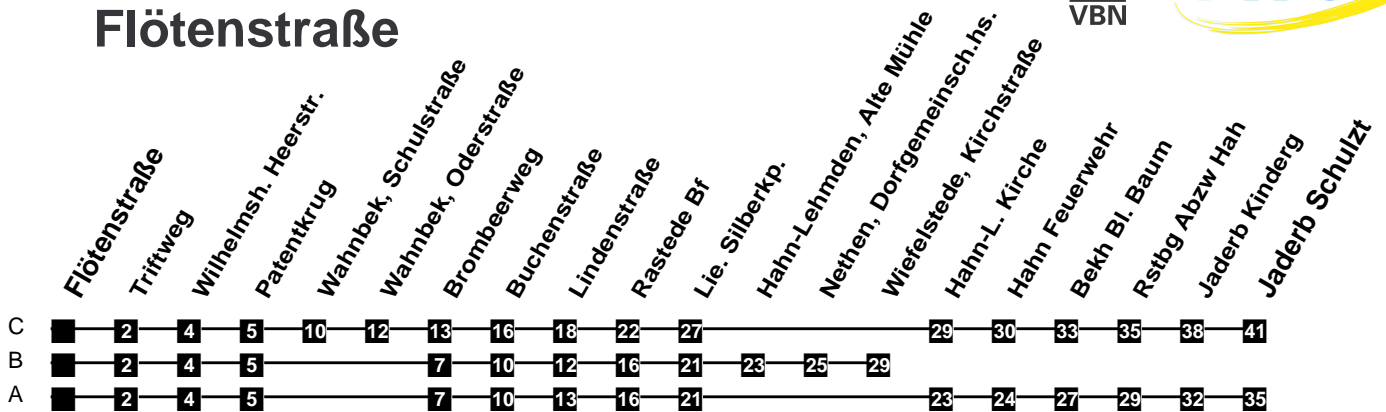 Flötenstraße
VBN
Flötenstraße
Triftweg
Wilhelmsh. Heerstr.
Patentkrug
Wahnbek, Schulstraße
Wahnbek, Oderstraße
Brombeerweg
Buchenstraße
Lindenstraße
Rastede Bf
Lie. Silberkp.
Hahn-Lehmden, Alte Mühle
Nethen, Dorfgemeinsch.hs.
Wiefelstede, Kirchstraße
Hahn-L. Kirche
Hahn Feuerwehr
Bekh Bl. Baum
Rstbg Abzw Hah
Jaderb Kinderg
Jaderb Schulzt
C 2 4 5 10 12 13 16 18 22 27 29 30 33 35 38 41
B 2 4 5 7 10 12 16 21 23 25 29
A 2 4 5 7 10 13 16 21 23 24 27 29 32 35